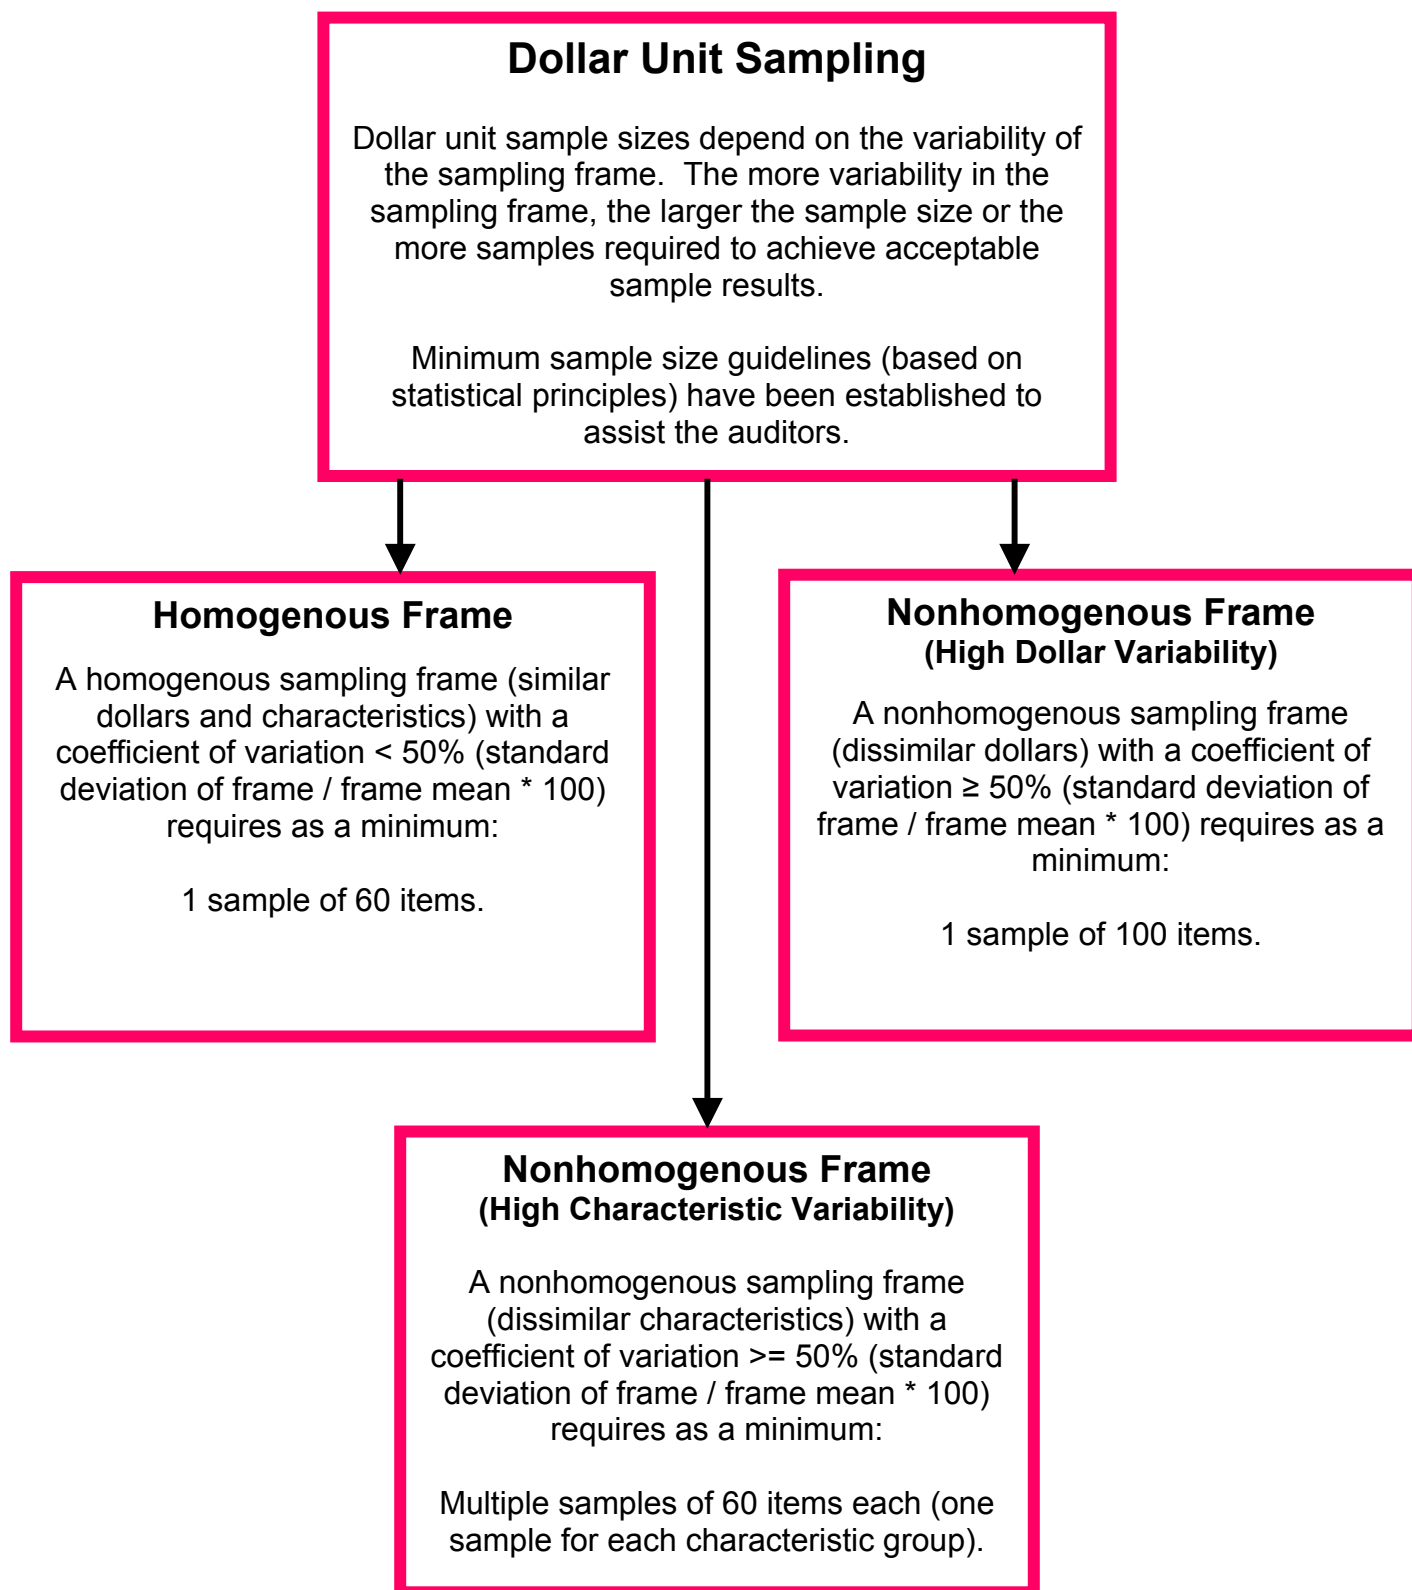 Dollar Unit Sampling
Dollar unit sample sizes depend on the variability of
the sampling frame.  The more variability in the
sampling frame, the larger the sample size or the
more samples required to achieve acceptable
sample results.
Minimum sample size guidelines (based on
statistical principles) have been established to
assist the auditors.
Homogenous Frame
A homogenous sampling frame (similar
dollars and characteristics) with a
coefficient of variation < 50% (standard
deviation of frame / frame mean * 100)
requires as a minimum:
1 sample of 60 items.
Nonhomogenous Frame
(High Dollar Variability)
A nonhomogenous sampling frame
(dissimilar dollars) with a coefficient of
variation ≥ 50% (standard deviation of
frame / frame mean * 100) requires as a
minimum:
1 sample of 100 items.
Nonhomogenous Frame
(High Characteristic Variability)
A nonhomogenous sampling frame
(dissimilar characteristics) with a
coefficient of variation >= 50% (standard
deviation of frame / frame mean * 100)
requires as a minimum:
Multiple samples of 60 items each (one
sample for each characteristic group).